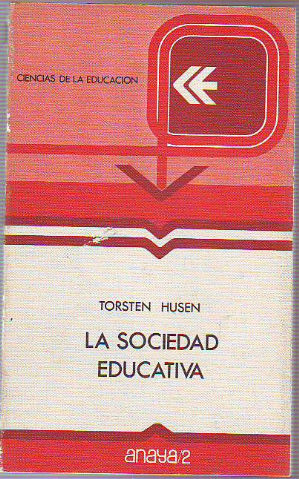 CIENCIAS DE LA EDUCACION
TORSTEN HUSEN
LA SOCIEDAD
EDUCATIVA
anaya/2